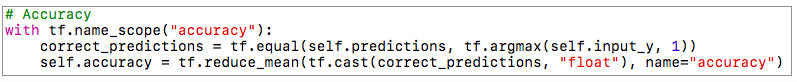 # Accuracy
with tf.name_scope("accuracy"):
    correct_predictions = tf.equal(self.predictions, tf.argmax(self.input_y, 1))
    self.accuracy = tf.reduce_mean(tf.cast(correct_predictions, "float"), name="accuracy")